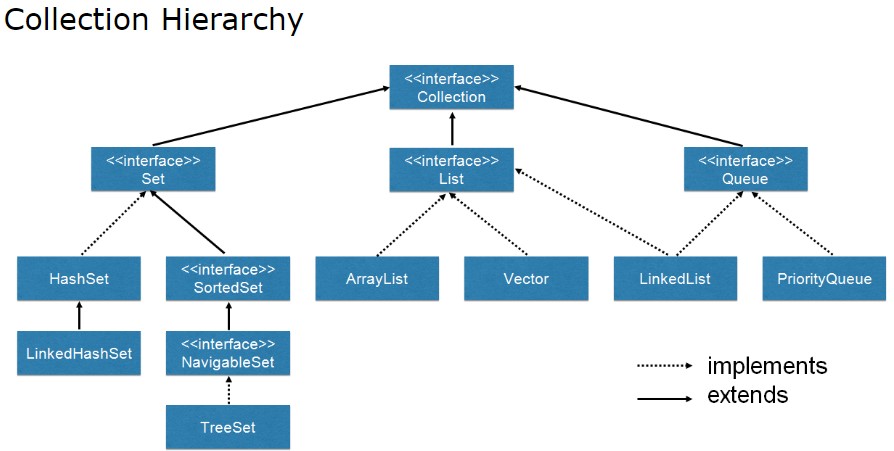 Collection Hierarchy
<<interface>>
Collection
<<interface>>
Set
<<interface>>
List
<<interface>>
Queue
HashSet
<<interface>>
SortedSet
ArrayList
Vector
LinkedList
PriorityQueue
LinkedHashSet
<<interface>>
NavigableSet
TreeSet
implements
extends